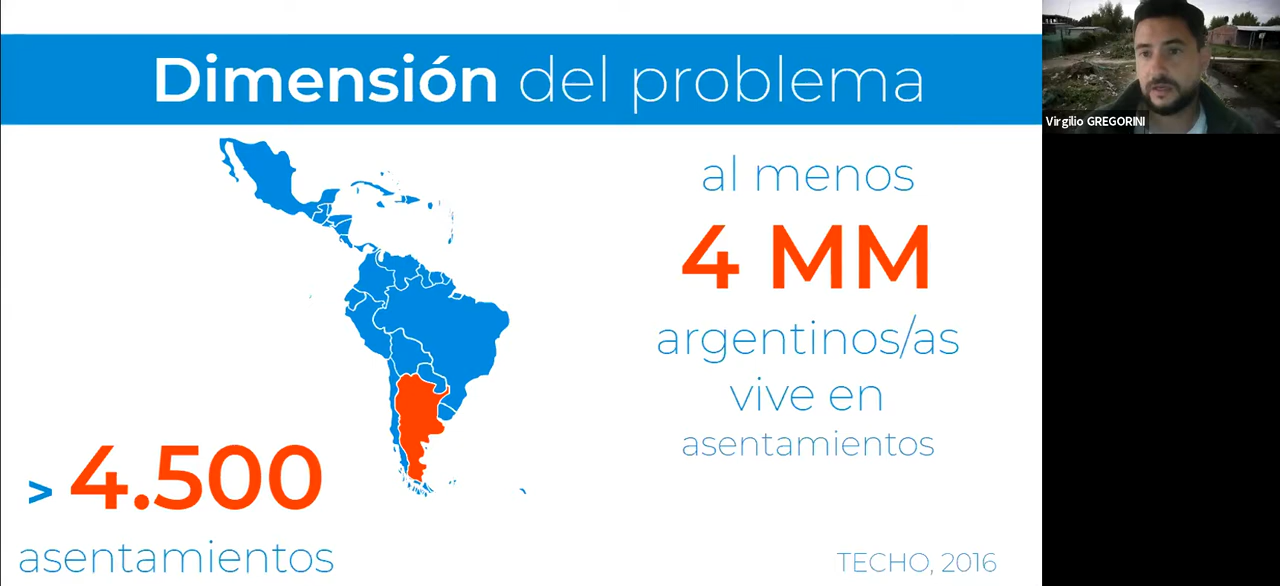 Dimensión del problema
Virgilio GREGORINI
al menos
4 MM
argentinos/as
vive en
asentamientos
> 4.500
asentamientos
TECHO, 2016